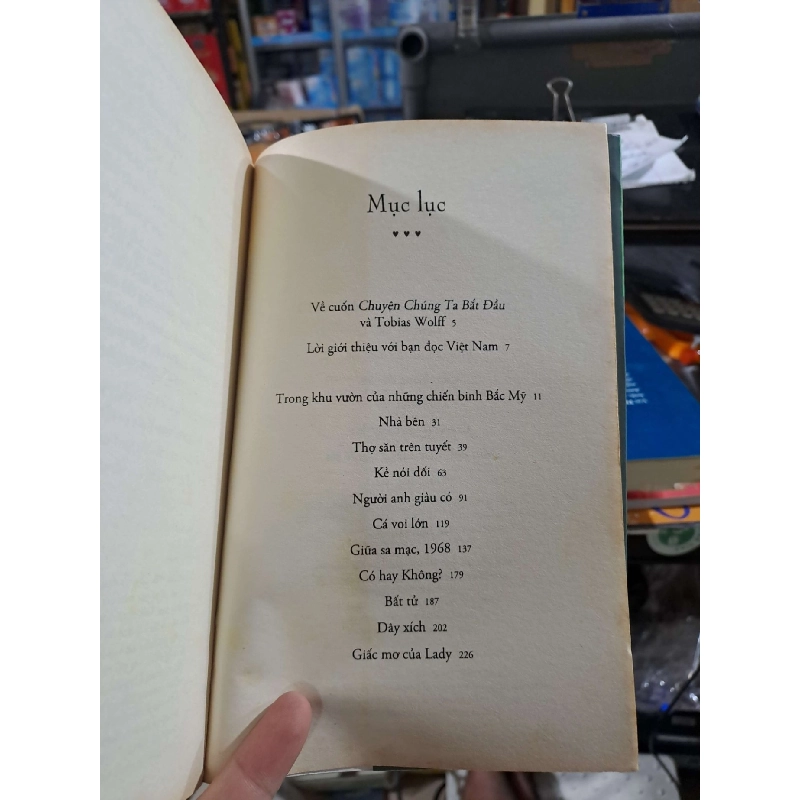 Mục lục
♥ ♥ ♥
Về cuốn Chuyện Chúng Ta Bắt Đầu
và Tobias Wolff 5
Lời giới thiệu với bạn đọc Việt Nam 7
Trong khu vườn của những chiến binh Bắc Mỹ 11
Nhà bên 31
Thợ săn trên tuyết 39
Kẻ nói dối 63
Người anh giàu có 91
Cá voi lớn 119
Giữa sa mạc, 1968 137
Có hay Không? 179
Bất tử 187
Dây xích 202
Giấc mơ của Lady 226